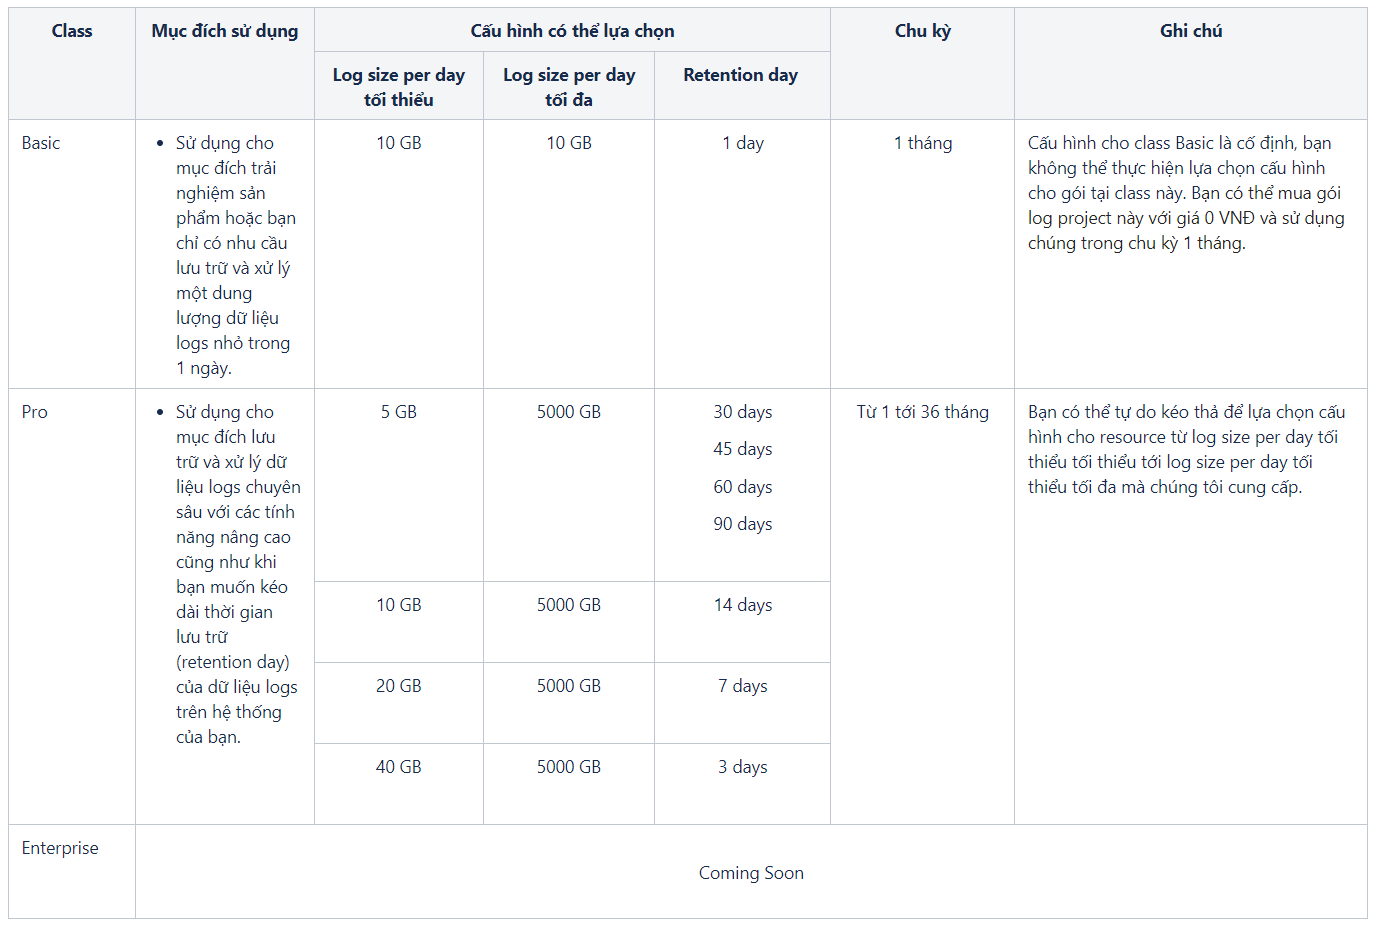 Class
Mục đích sử dụng
Cấu hình có thể lựa chọn
Chu kỳ
Ghi chú
Log size per day
tối thiểu
Log size per day
tối đa
Retention day
Basic
Sử dụng cho
mục đích trải
nghiệm sản
phẩm hoặc bạn
chỉ có nhu cầu
lưu trữ và xử lý
một dung
lượng dữ liệu
logs nhỏ trong
1 ngày.
10 GB
10 GB
1 day
1 tháng
Cấu hình cho class Basic là cố định, bạn
không thể thực hiện lựa chọn cấu hình
cho gói tại class này. Bạn có thể mua gói
log project này với giá 0 VNĐ và sử dụng
chúng trong chu kỳ 1 tháng.
Pro
Sử dụng cho
mục đích lưu
trữ và xử lý dữ
liệu logs chuyên
sâu với các tính
năng nâng cao
cũng như khi
bạn muốn kéo
dài thời gian
lưu trữ
(retention day)
của dữ liệu logs
trên hệ thống
của bạn.
5 GB
5000 GB
30 days
45 days
60 days
90 days
Từ 1 tới 36 tháng
Bạn có thể tự do kéo thả để lựa chọn cấu
hình cho resource từ log size per day tối
thiểu tối thiểu tới log size per day tối
thiểu tối đa mà chúng tôi cung cấp.
10 GB
5000 GB
14 days
20 GB
5000 GB
7 days
40 GB
5000 GB
3 days
Enterprise
Coming Soon